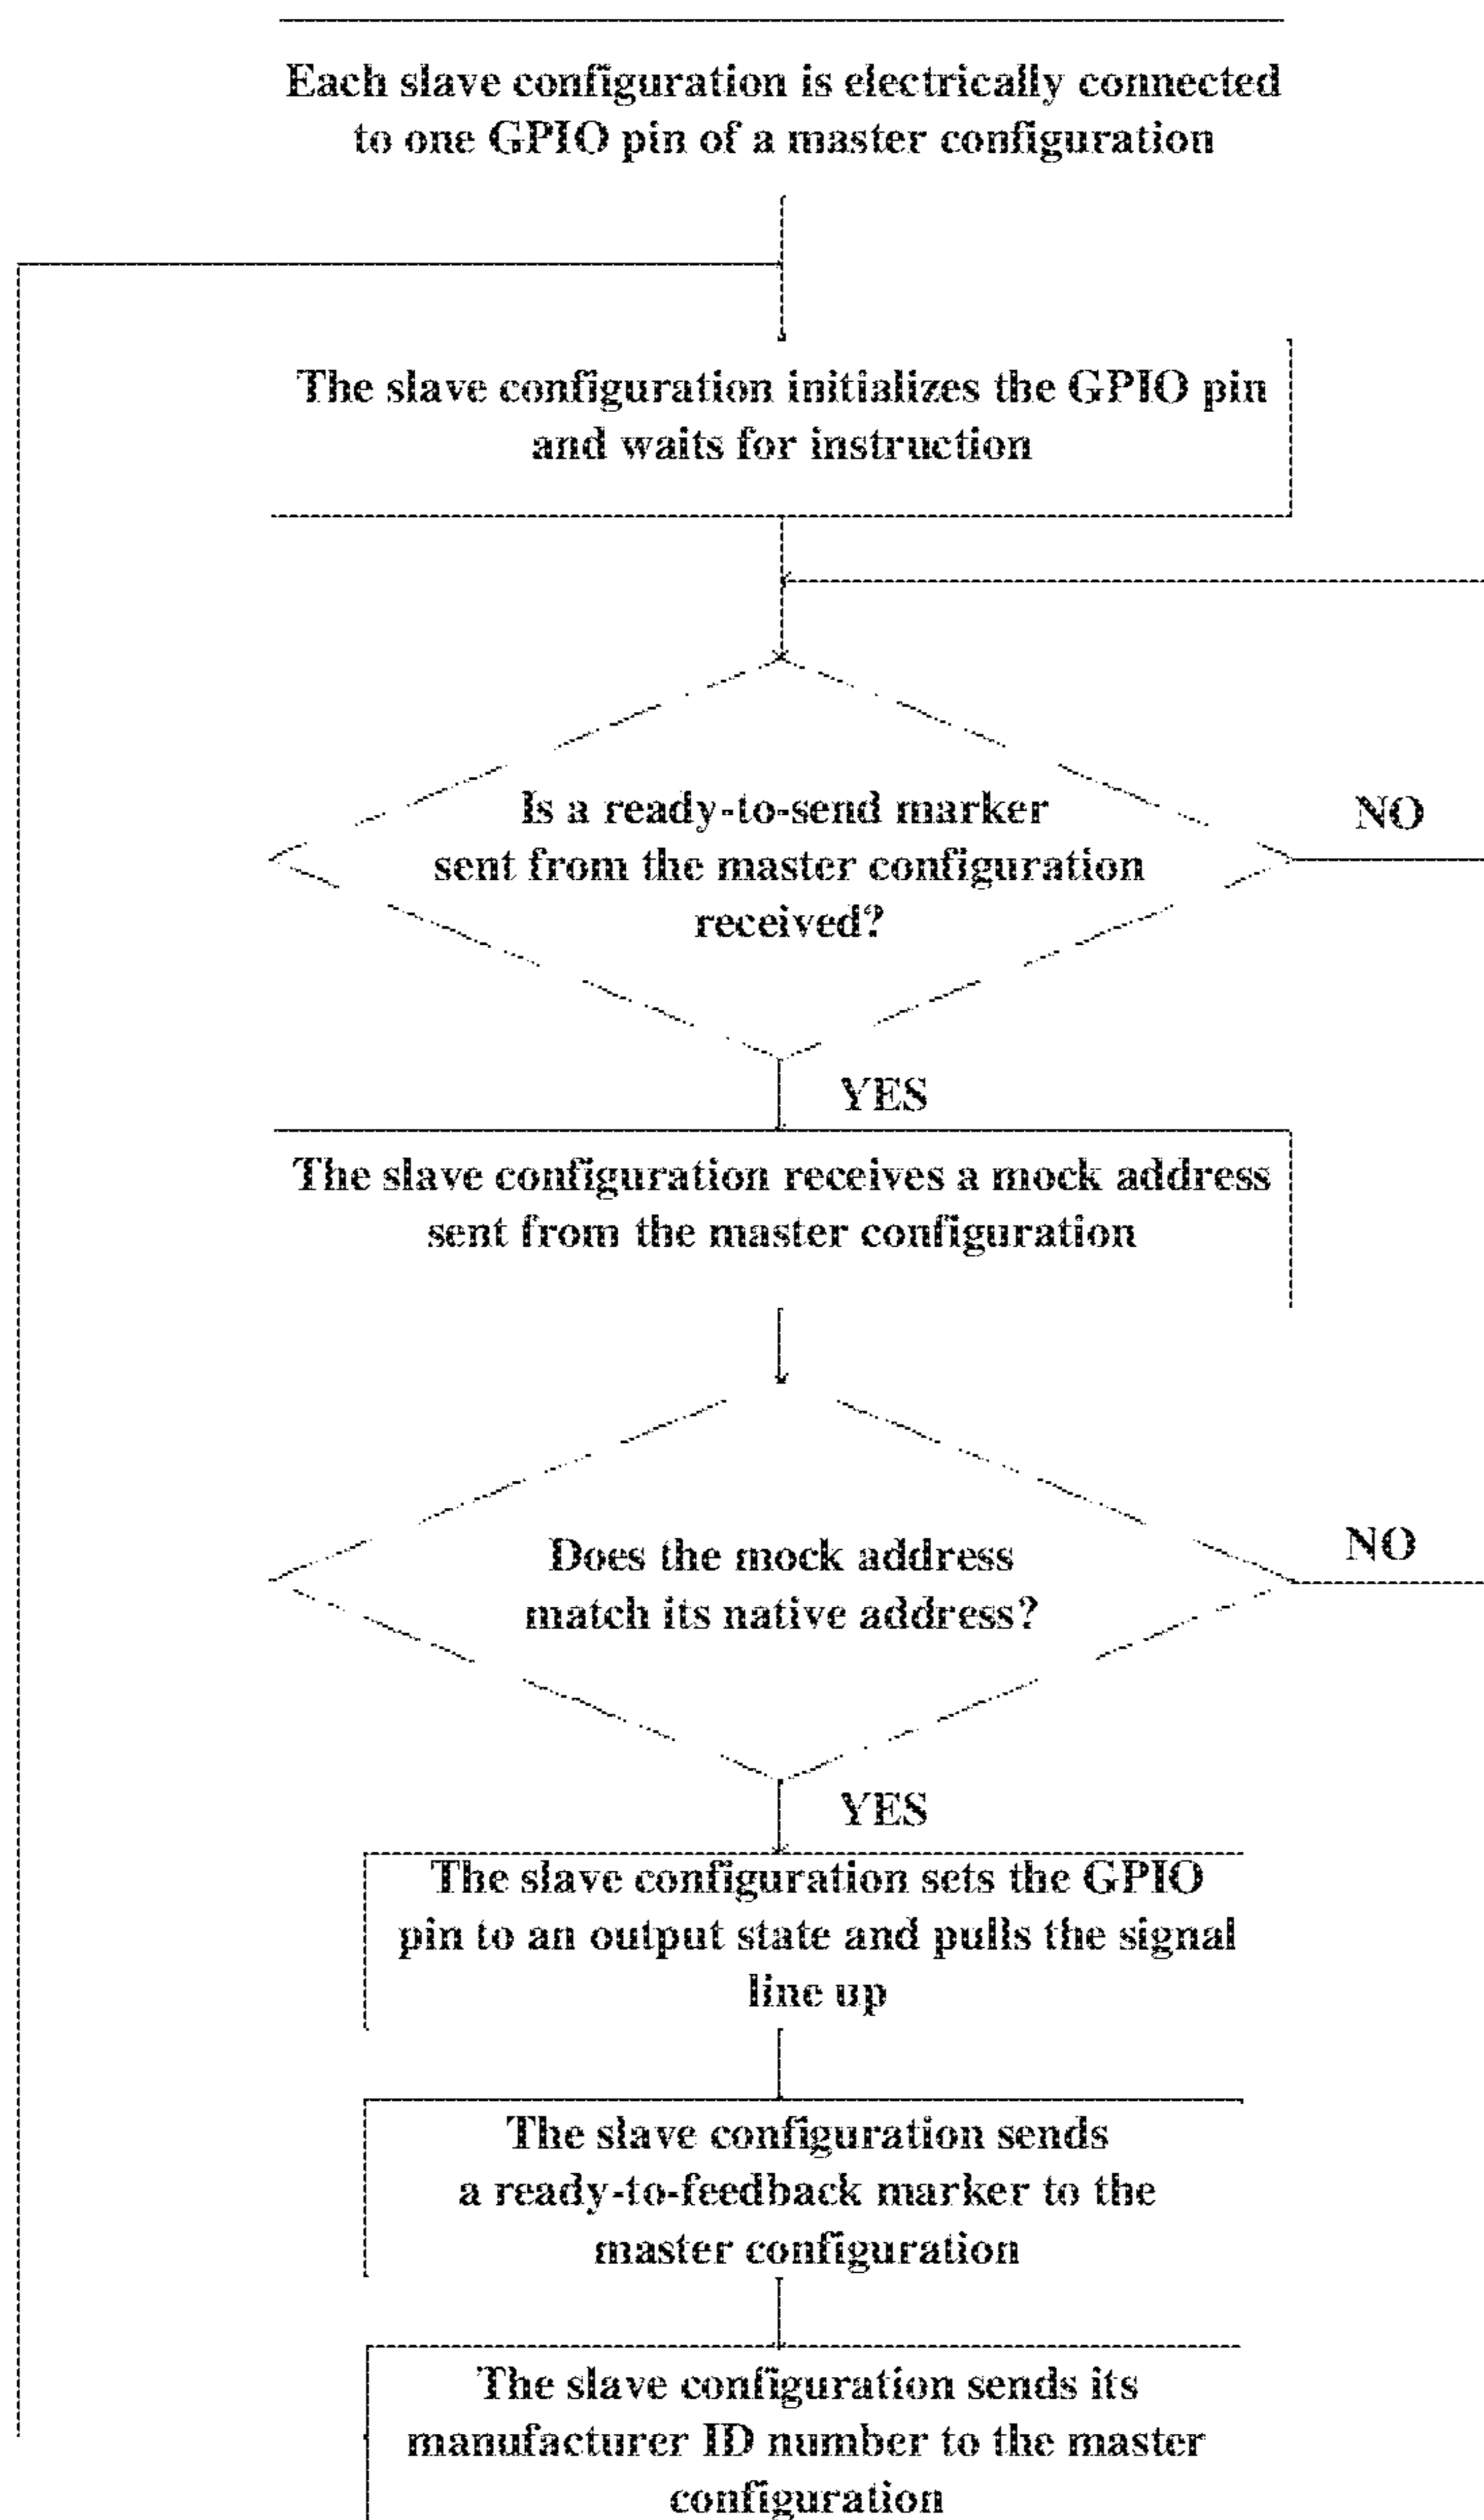 Each slave configuration is electrically connected
to one GPIO pin of a master configuration
The slave configuration initializes the GPIO pin
and waits for instruction
Is a ready-to-send marker
sent from the master configuration
received?
NO
YES
The slave configuration receives a mock address
sent from the master configuration
Does the mock address
match its native address?
NO
YES
The slave configuration sets the GPIO
pin to an output state and pulls the signal
line up
The slave configuration sends
a ready-to-feedback marker to the
master configuration
The slave configuration sends its
manufacturer ID number to the master
configuration